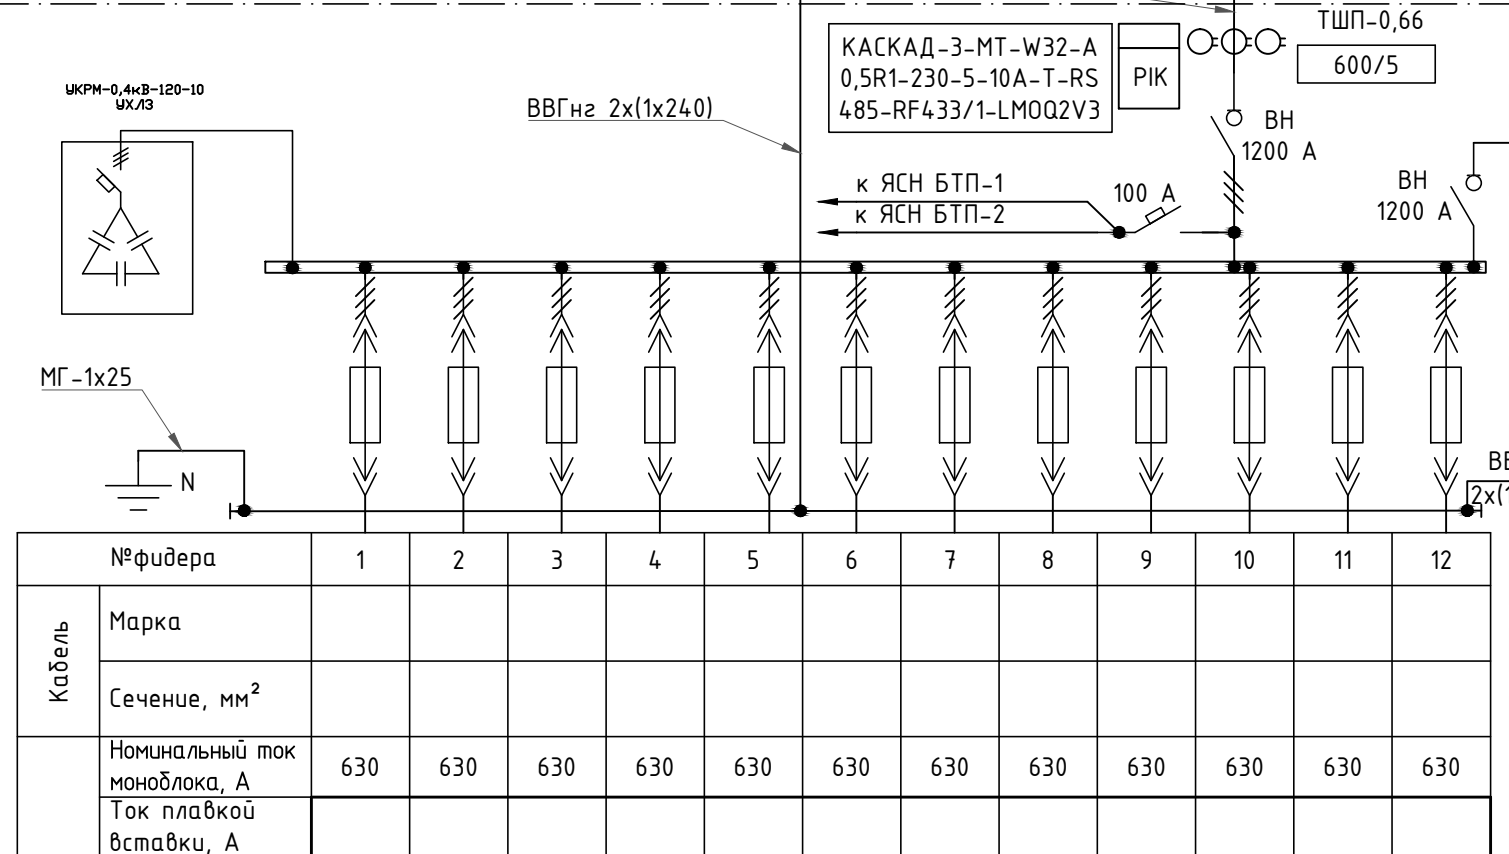 ТШП-0,66
600/5
КАСКАД-3-МТ-W32-А
0,5R1-230-5-10A-T-RS
485-RF433/1-LMOQ2V3
PIK
УКРМ-0,4кВ-120-10
УХЛ3
ВВГнг 2х(1х240)
ВН
1200 А
к ЯСН БТП-1
к ЯСН БТП-2
100 А
ВН
1200 А
МГ-1х25
N
2х(1
№фидера 1 2 3 4 5 6 7 8 9 10 11 12
Кабель
Марка
Сечение, мм²
Номинальный ток
моноблока, А
630 630 630 630 630 630 630 630 630 630 630 630
Ток плавкой
вставки, А